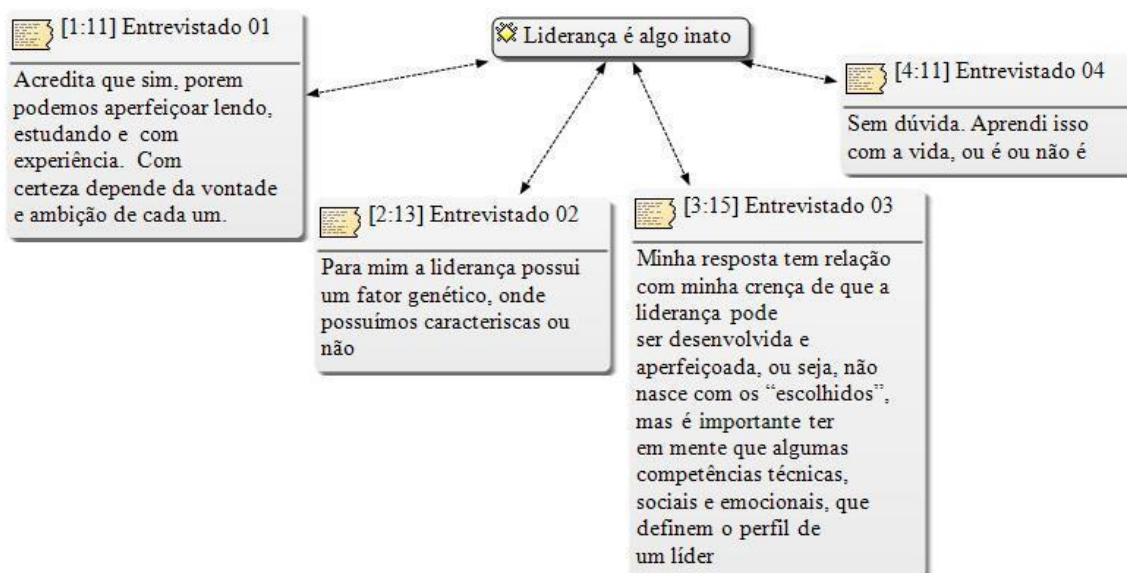 Liderança é algo inato
[1:11] Entrevistado 01
Acredita que sim, porem
podemos aperfeiçoar lendo,
estudando e com
experiência. Com
certeza depende da vontade
e ambição de cada um.
[2:13] Entrevistado 02
Para mim a liderança possui
um fator genético, onde
possuímos caracteriscas ou
não
[3:15] Entrevistado 03
Minha resposta tem relação
com minha crença de que a
liderança pode
ser desenvolvida e
aperfeiçoada, ou seja, não
nasce com os “escolhidos”,
mas é importante ter
em mente que algumas
competências técnicas,
sociais e emocionais, que
definem o perfil de
um líder
[4:11] Entrevistado 04
Sem dúvida. Aprendi isso
com a vida, ou é ou não é